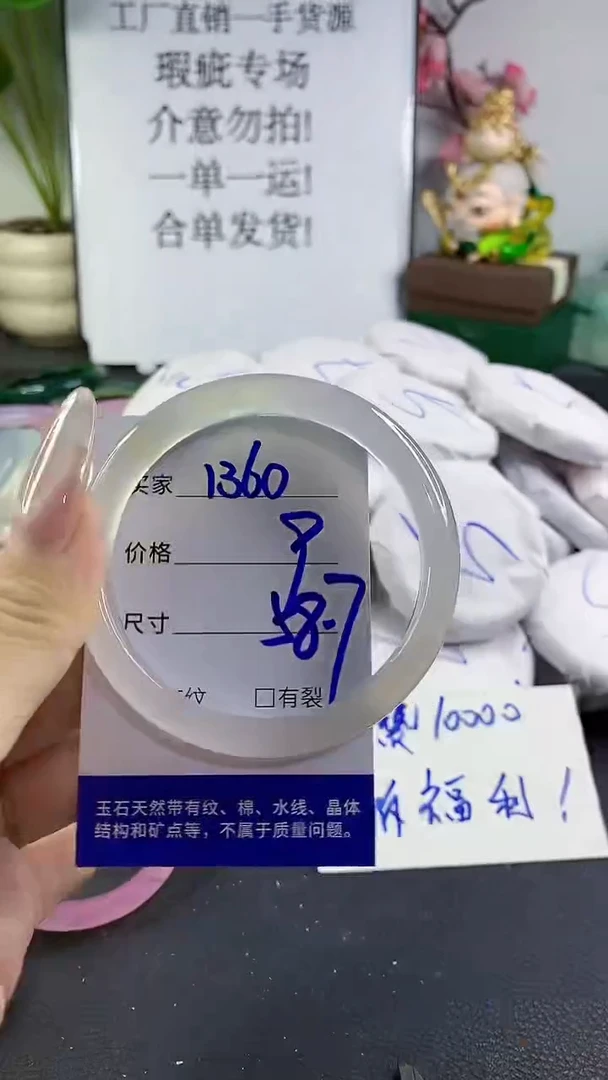 工厂直销一手货源
瑕疵专场
介意勿拍!
一单一运!
合单发货!
买家 1360
价格
尺寸 58.7
纹 □有裂
玉石天然带有纹、棉、水线、晶体
结构和矿点等，不属于质量问题。
10000
福利!